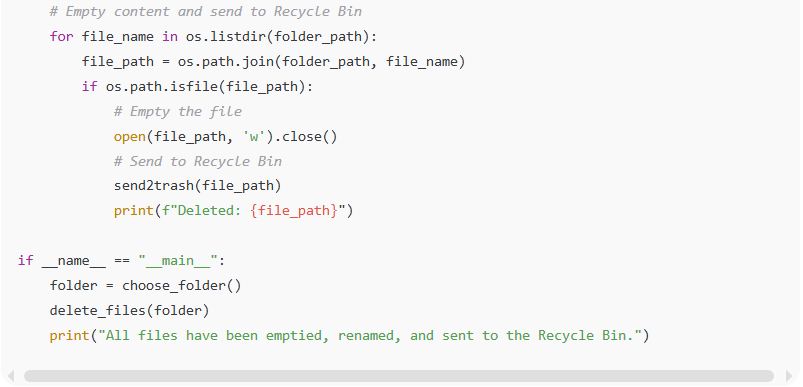 # Empty content and send to Recycle Bin
    for file_name in os.listdir(folder_path):
        file_path = os.path.join(folder_path, file_name)
        if os.path.isfile(file_path):
            # Empty the file
            open(file_path, 'w').close()
            # Send to Recycle Bin
            send2trash(file_path)
            print(f"Deleted: {file_path}")

if __name__ == "__main__":
    folder = choose_folder()
    delete_files(folder)
    print("All files have been emptied, renamed, and sent to the Recycle Bin.")